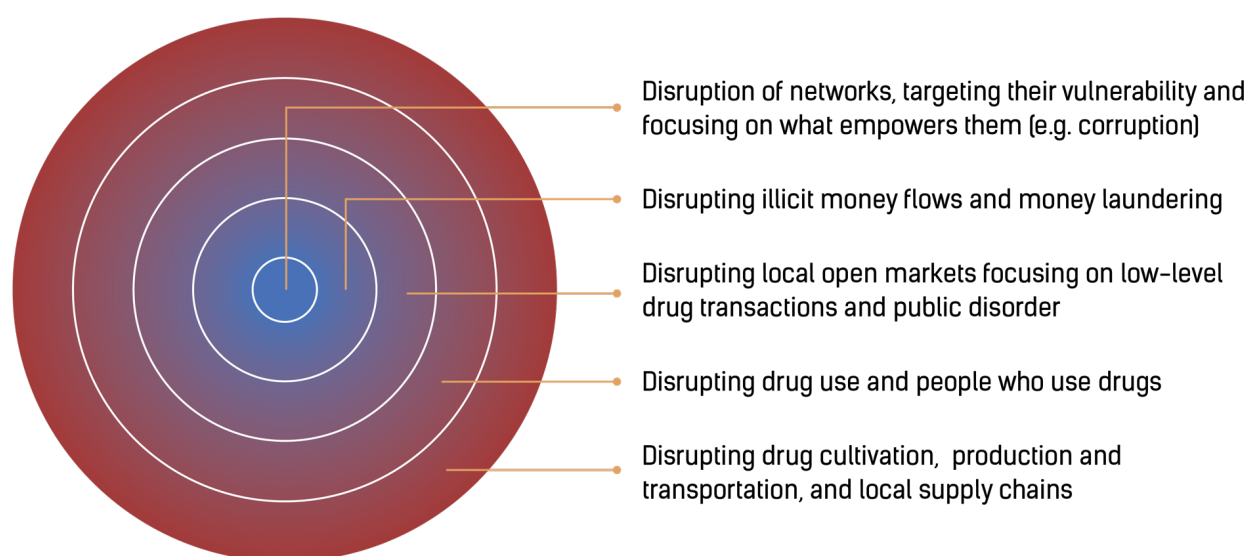 Disruption of networks, targeting their vulnerability and
focusing on what empowers them (e.g. corruption)
Disrupting illicit money flows and money laundering
Disrupting local open markets focusing on low-level
drug transactions and public disorder
Disrupting drug use and people who use drugs
Disrupting drug cultivation,  production and
transportation, and local supply chains